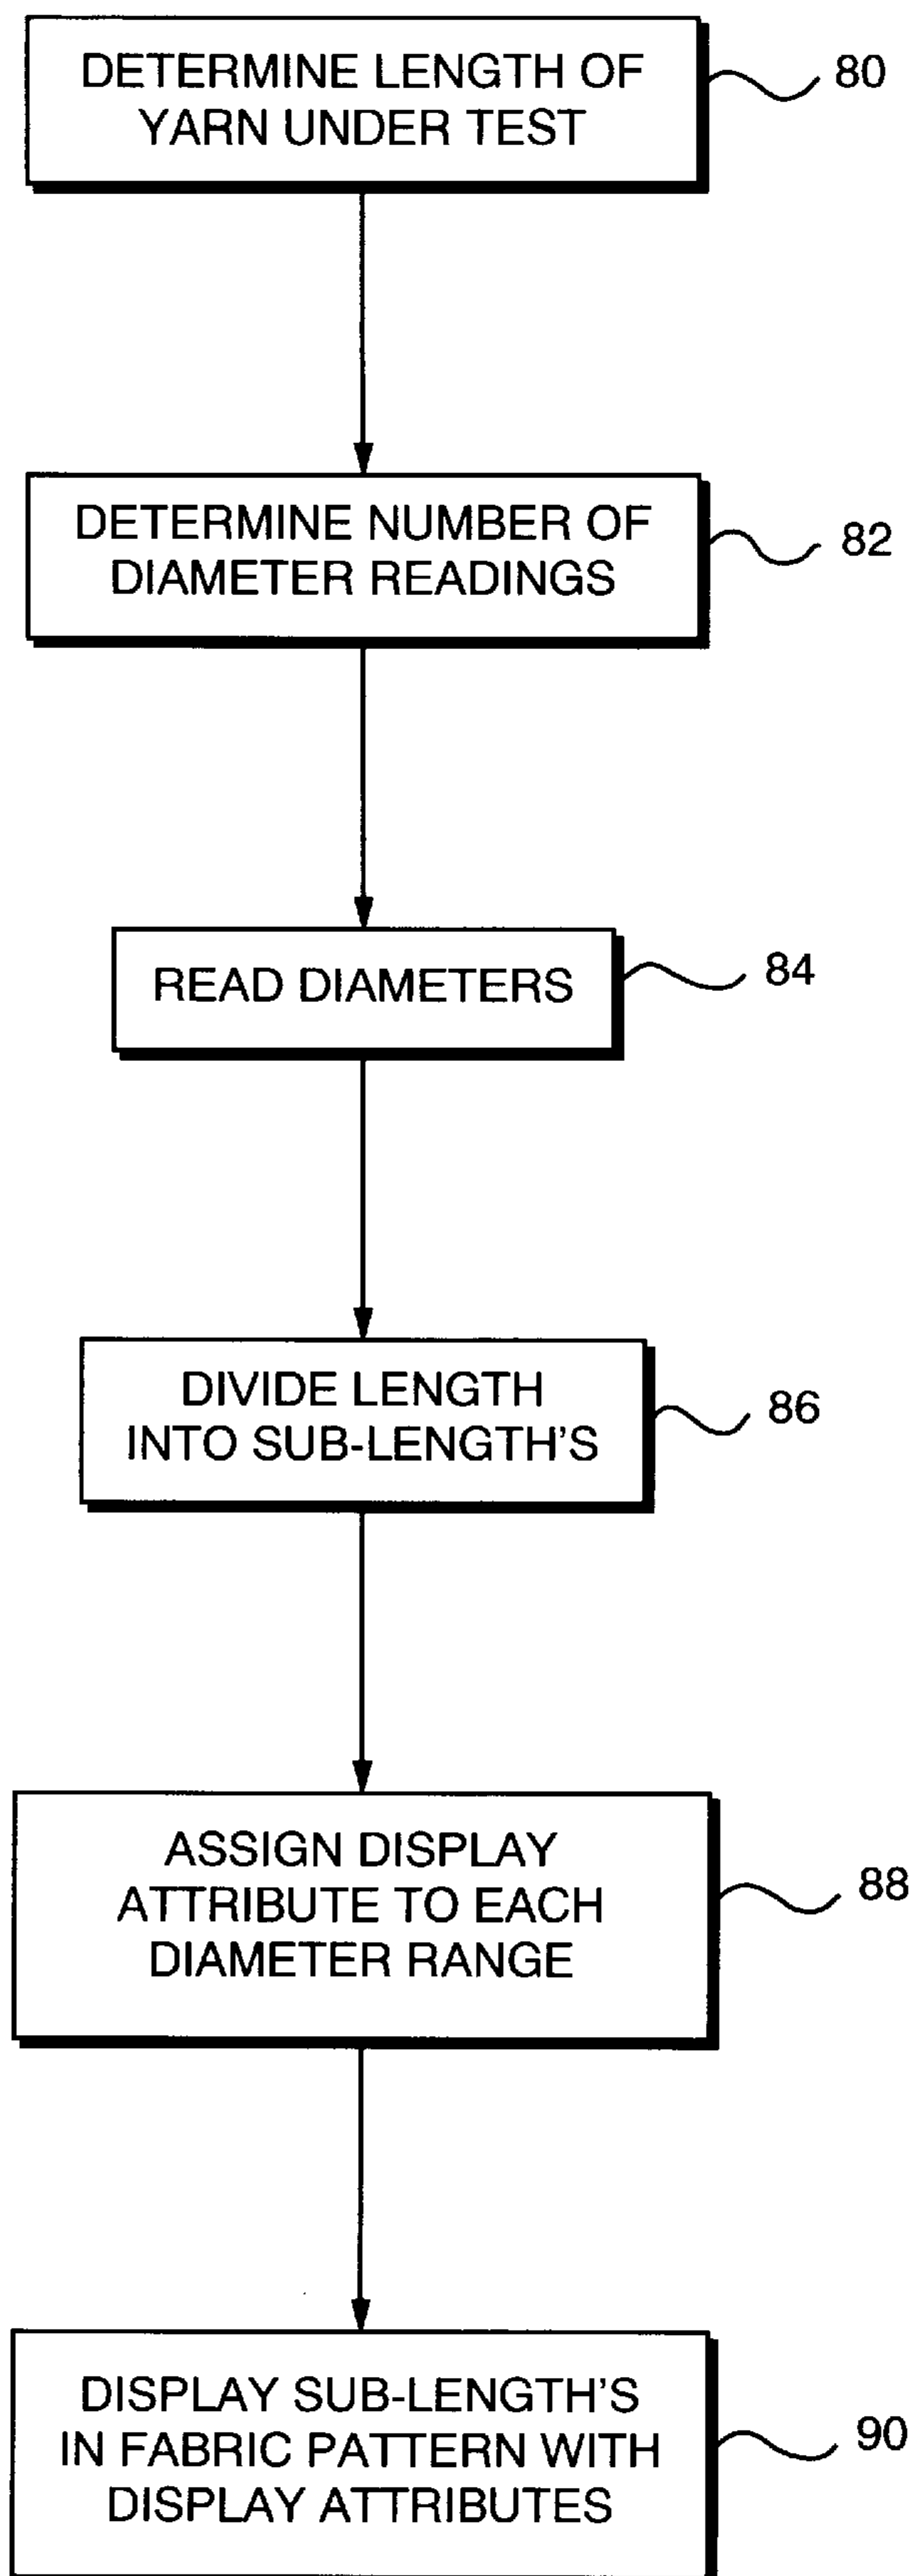 DETERMINE LENGTH OF
YARN UNDER TEST
80
DETERMINE NUMBER OF
DIAMETER READINGS
82
READ DIAMETERS
84
DIVIDE LENGTH
INTO SUB-LENGTH'S
86
ASSIGN DISPLAY
ATTRIBUTE TO EACH
DIAMETER RANGE
88
DISPLAY SUB-LENGTH'S
IN FABRIC PATTERN WITH
DISPLAY ATTRIBUTES
90